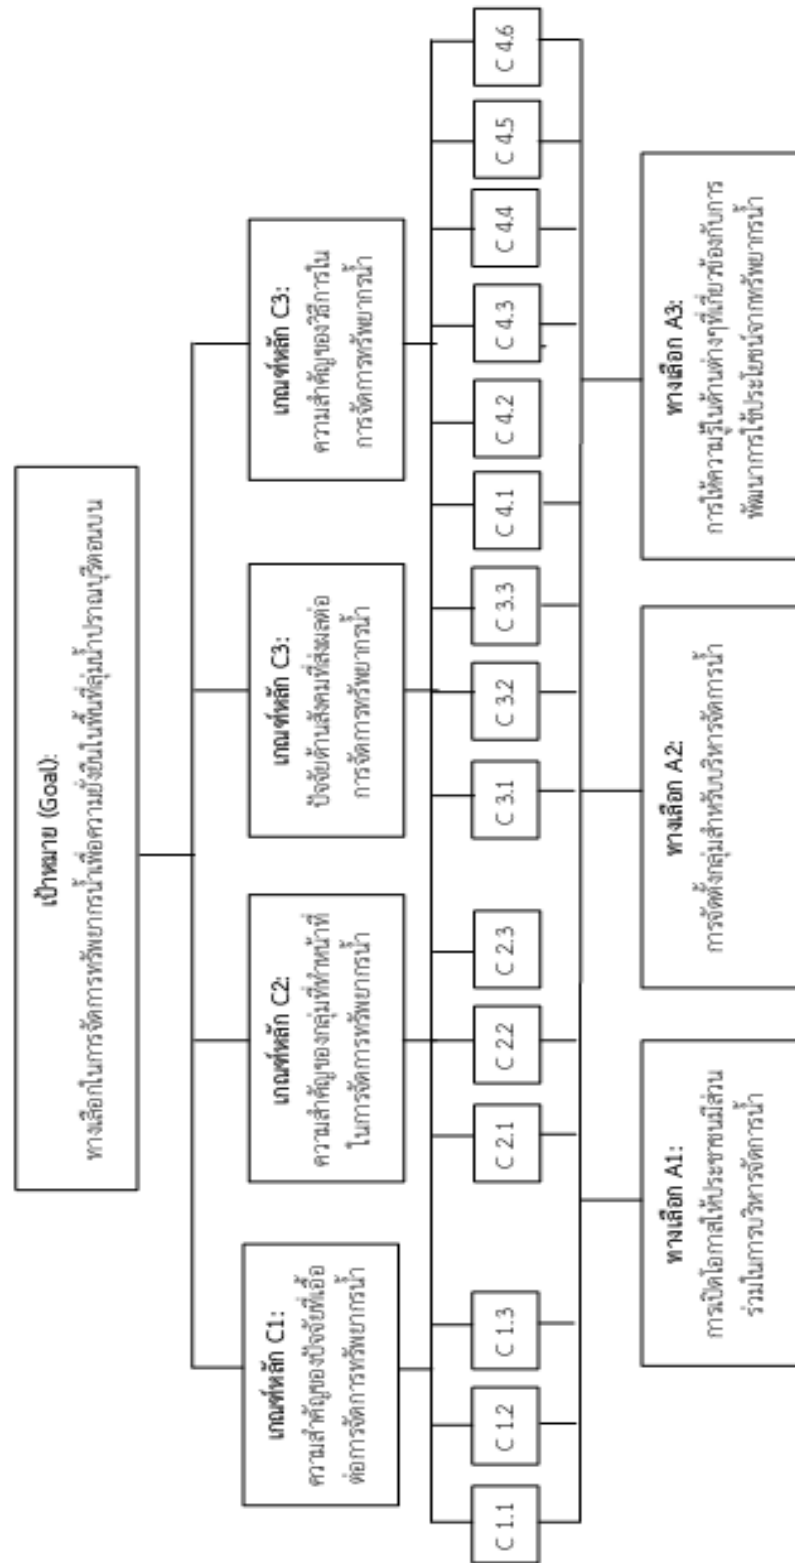 เป้าหมาย (Goal):
ทางเลือกในการจัดการทรัพยากรน้ำเพื่อความยั่งยืนในพื้นที่ลุ่มน้ำปราณบุรีตอนบน
เกณฑ์หลัก C1:
ความสำคัญของปัจจัยที่เอื้อ
ต่อการจัดการทรัพยากรน้ำ
เกณฑ์หลัก C2:
ความสำคัญของกลุ่มที่ทำหน้าที่
ในการจัดการทรัพยากรน้ำ
เกณฑ์หลัก C3:
ปัจจัยด้านสังคมที่ส่งผลต่อ
การจัดการทรัพยากรน้ำ
เกณฑ์หลัก C3:
ความสำคัญของวิธีการใน
การจัดการทรัพยากรน้ำ
C 1.1
C 1.2
C 1.3
C 2.1
C 2.2
C 2.3
C 3.1
C 3.2
C 3.3
C 4.1
C 4.2
C 4.3
C 4.4
C 4.5
C 4.6
ทางเลือก A1:
การเปิดโอกาสให้ประชาชนมีส่วน
ร่วมในการบริหารจัดการน้ำ
ทางเลือก A2:
การจัดตั้งกลุ่มสำหรับบริหารจัดการน้ำ
ทางเลือก A3:
การให้ความรู้ในด้านต่างๆที่เกี่ยวข้องกับการ
พัฒนาการใช้ประโยชน์จากทรัพยากรน้ำ